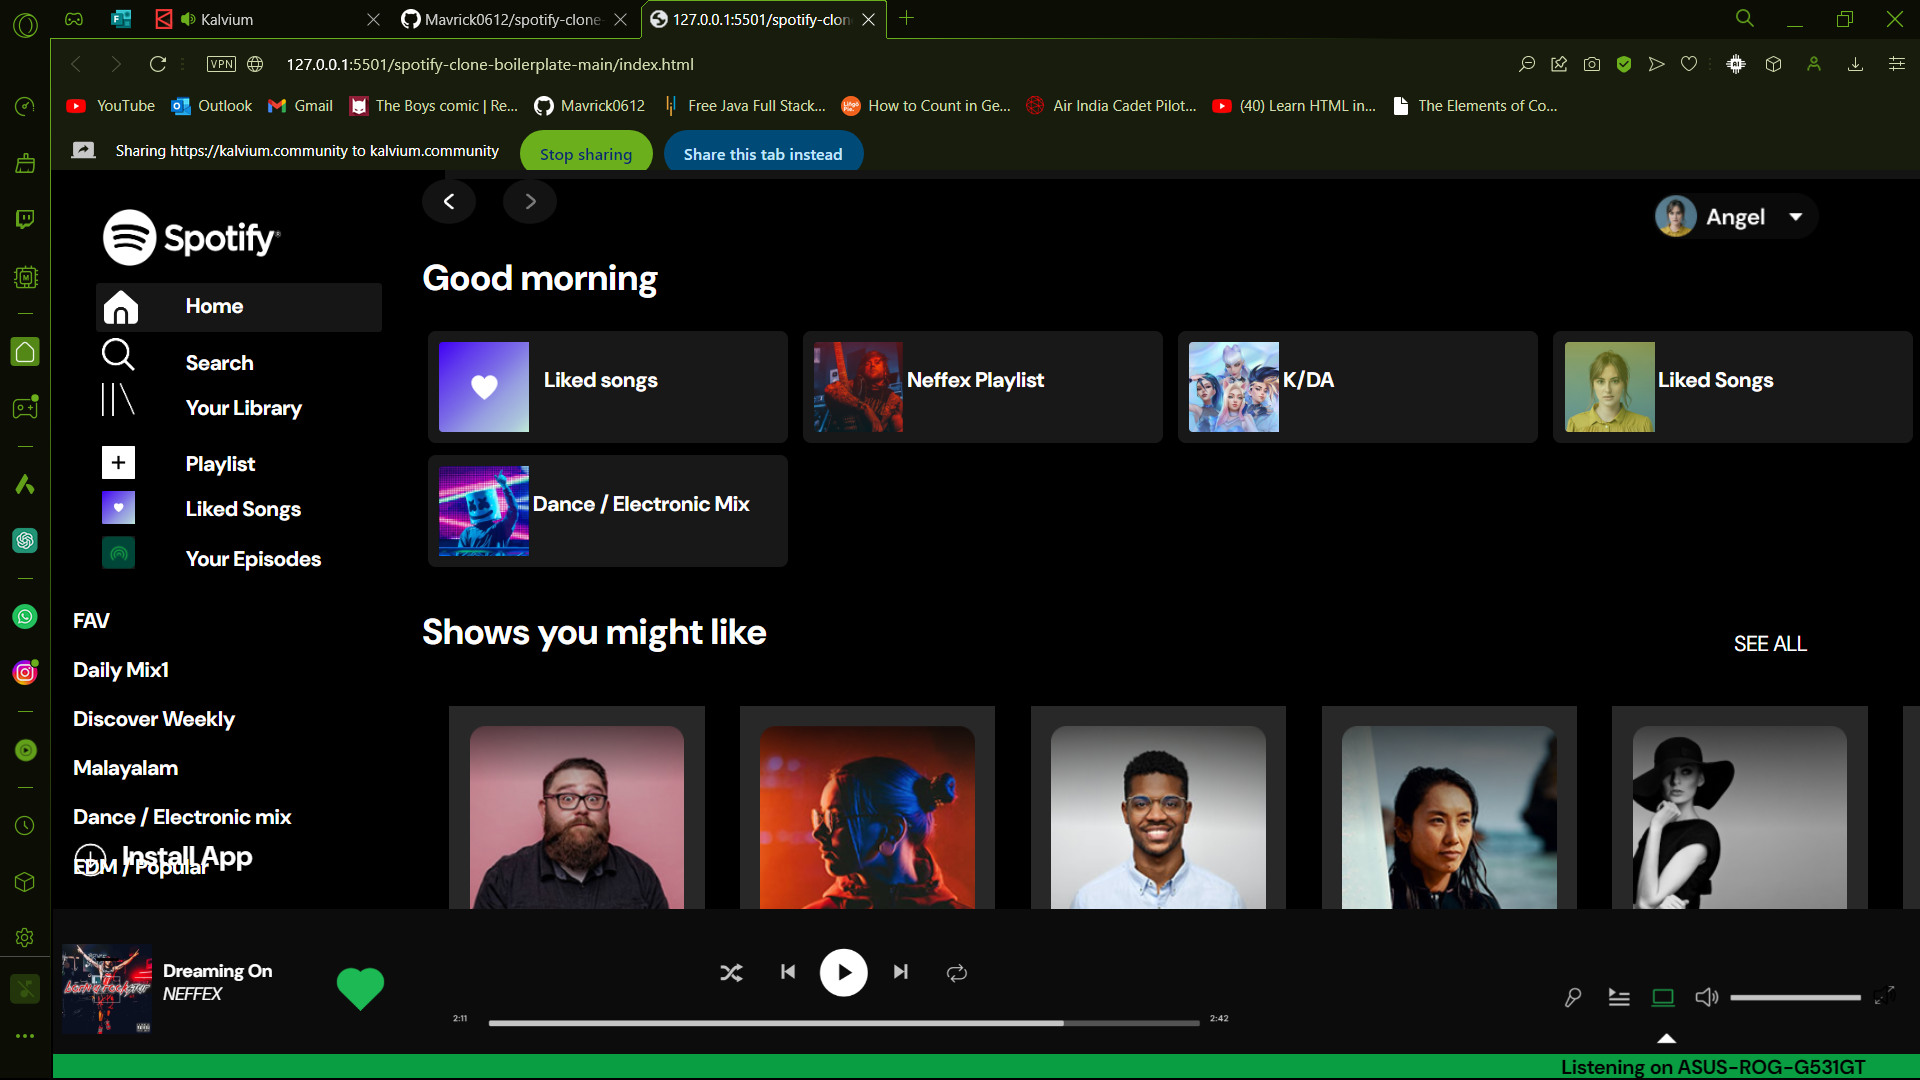 Kalvium
Mavrick0612/spotify-clone-
127.0.0.1:5501/spotify-clon
VPN
127.0.0.1:5501/spotify-clone-boilerplate-main/index.html
YouTube
Outlook
Gmail
The Boys comic | Re...
Mavrick0612
Free Java Full Stack...
How to Count in Ge...
Air India Cadet Pilot...
(40) Learn HTML in...
The Elements of Co...
Sharing https://kalvium.community to kalvium.community
Stop sharing
Share this tab instead
Spotify
Home
Search
Your Library
Playlist
Liked Songs
Your Episodes
FAV
Daily Mix1
Discover Weekly
Malayalam
Dance / Electronic mix
Install App
EDM / Popular
Angel
Good morning
Liked songs
Neffex Playlist
K/DA
Liked Songs
Dance / Electronic Mix
Shows you might like
SEE ALL
Dreaming On
NEFFEX
2:11
2:42
Listening on ASUS-ROG-G531GT